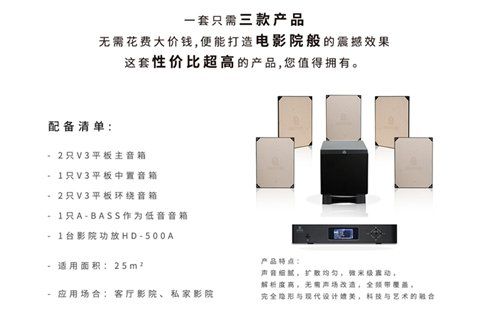 一套只需三款产品
无需花费大价钱,便能打造电影院般的震撼效果
这套性价比超高的产品,您值得拥有。
配备清单:
- 2只V3平板主音箱
- 1只V3平板中置音箱
- 2只V3平板环绕音箱
- 1只A-BASS作为低音音箱
- 1台影院功放HD-500A
- 适用面积: 25m²
- 应用场合: 客厅影院、私家影院
产品特点:
声音细腻, 扩散均匀, 微米级震动,
解析度高, 无需声场改造, 全频带覆盖,
完全隐形与现代设计媲美, 科技与艺术的融合